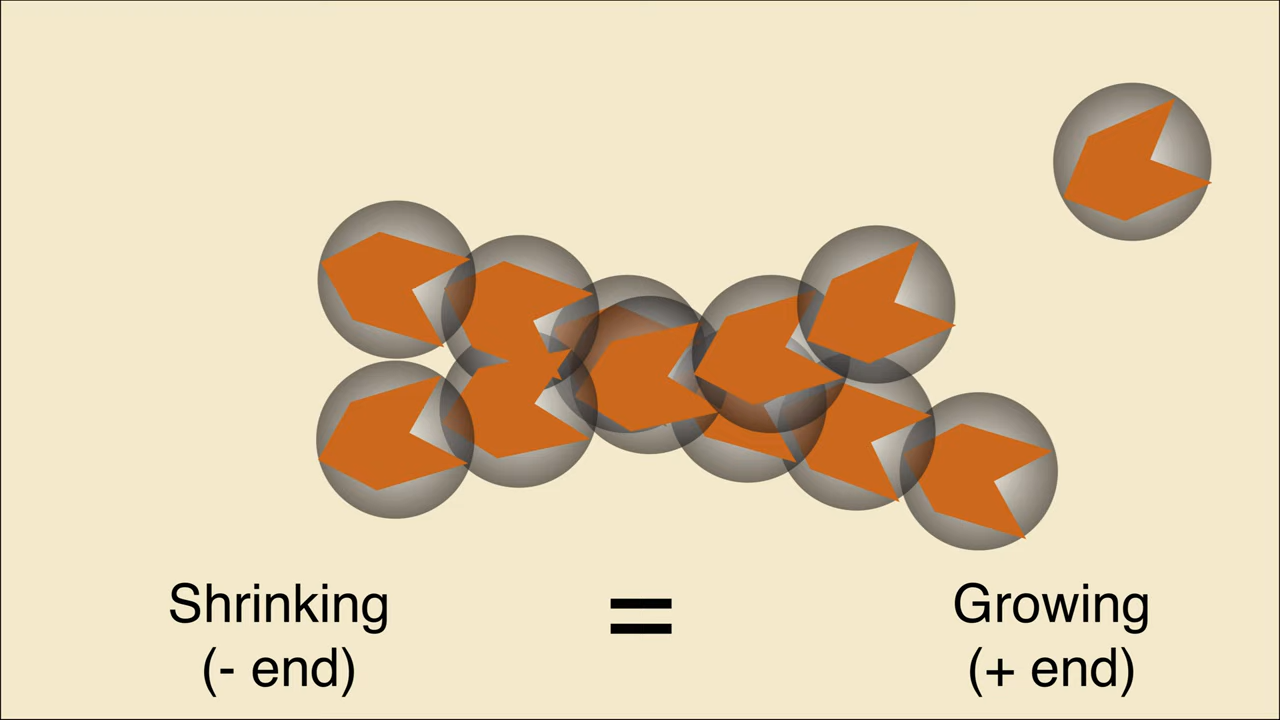 Shrinking = Growing
(- end) (+ end)